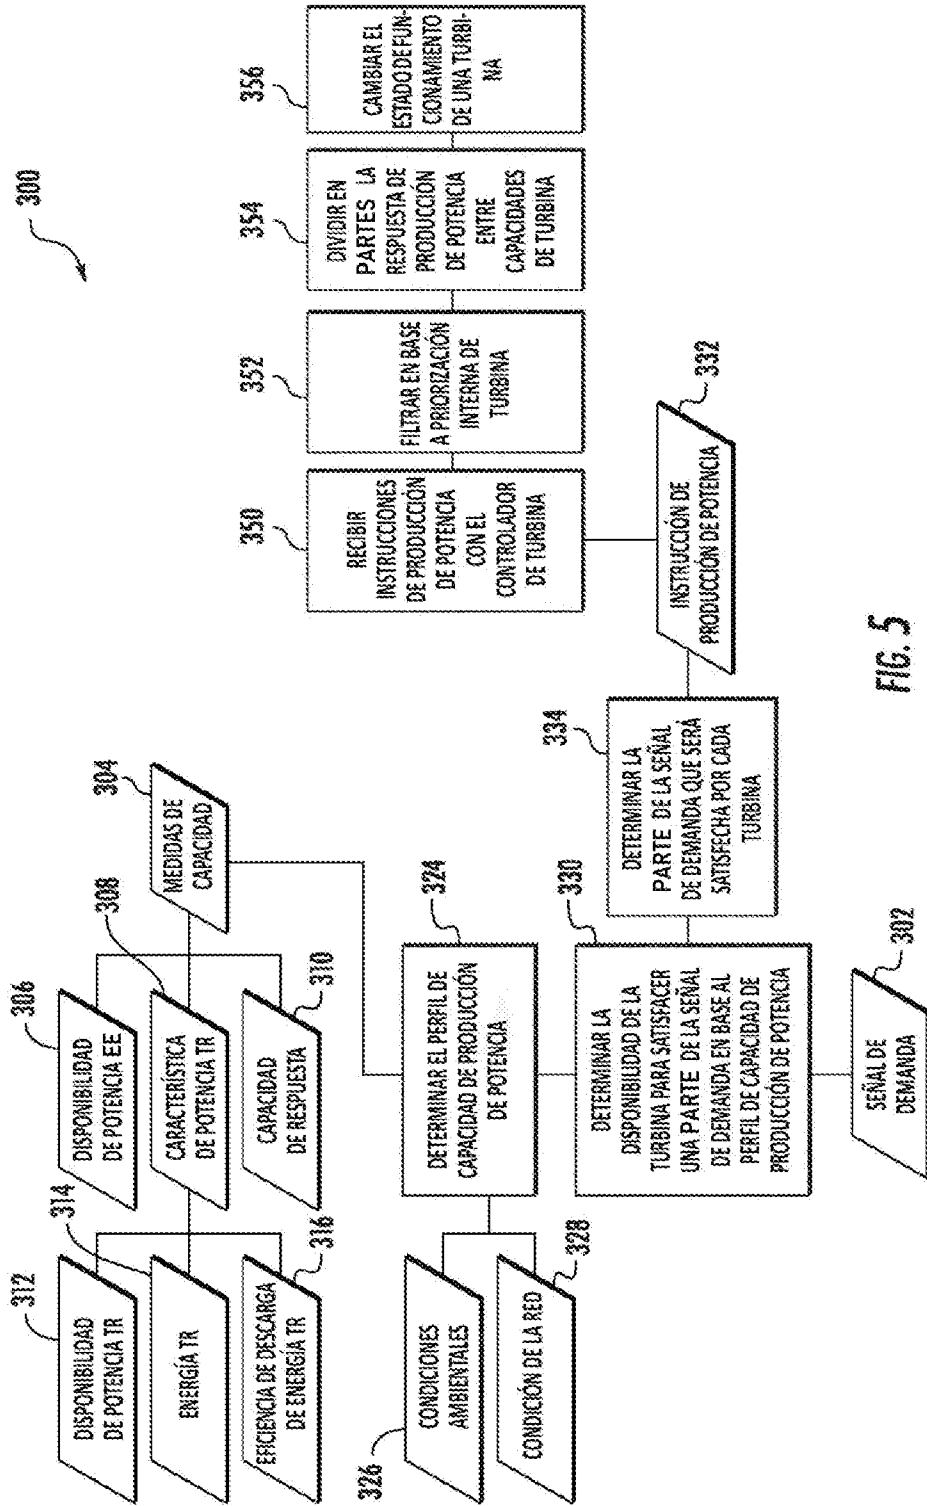 300
312
DISPONIBILIDAD
DE POTENCIA TR
314
ENERGÍA TR
316
EFICIENCIA DE DESCARGA
DE ENERGÍA TR
306
DISPONIBILIDAD
DE POTENCIA EE
308
CARACTERÍSTICA
DE POTENCIA TR
310
CAPACIDAD
DE RESPUESTA
304
MEDIDAS DE
CAPACIDAD
326
CONDICIONES
AMBIENTALES
328
CONDICIÓN DE LA RED
324
DETERMINAR EL PERFIL DE
CAPACIDAD DE PRODUCCIÓN
DE POTENCIA
330
DETERMINAR LA
DISPONIBILIDAD DE LA
TURBINA PARA SATISFACER
UNA PARTE DE LA SEÑAL
DE DEMANDA EN BASE AL
PERFIL DE CAPACIDAD DE
PRODUCCIÓN DE POTENCIA
302
SEÑAL DE
DEMANDA
334
DETERMINAR LA
PARTE DE LA SEÑAL
DE DEMANDA QUE SERÁ
SATISFECHA POR CADA
TURBINA
332
INSTRUCCIÓN DE
PRODUCCIÓN DE POTENCIA
350
RECIBIR
INSTRUCCIONES
DE PRODUCCIÓN
DE POTENCIA
CON EL
CONTROLADOR
DE TURBINA
352
FILTRAR EN BASE
A PRIORIZACIÓN
INTERNA DE
TURBINA
354
DIVIDIR EN
PARTES LA
RESPUESTA DE
PRODUCCIÓN
DE POTENCIA
ENTRE
CAPACIDADES
DE TURBINA
356
CAMBIAR EL
ESTADO DE FUN-
CIONAMIENTO
DE UNA TURBI-
NA
FIG. 5